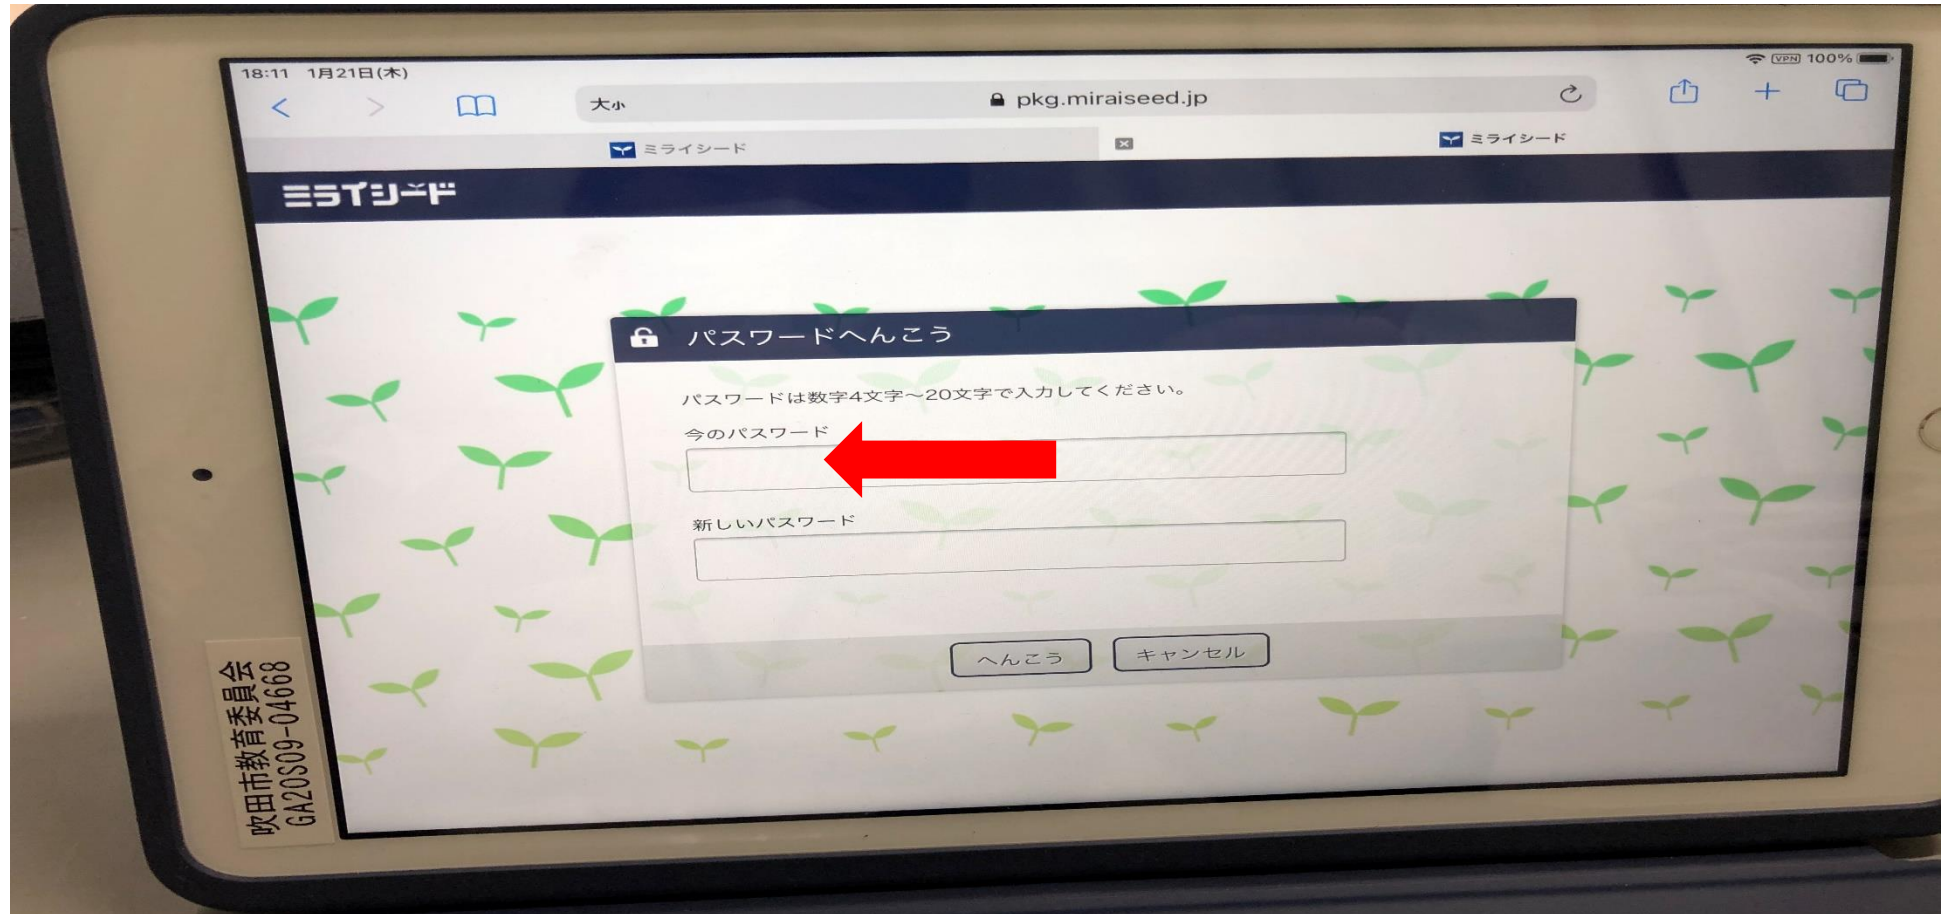 18:11 1月21日(木)
VPN 100%
大小
pkg.miraiseed.jp
ミライシード
ミライシード
ミライシード
パスワードへんこう
パスワードは数字4文字～20文字で入力してください。
今のパスワード
新しいパスワード
へんこう
キャンセル
吹田市教育委員会
GA20S09-04668